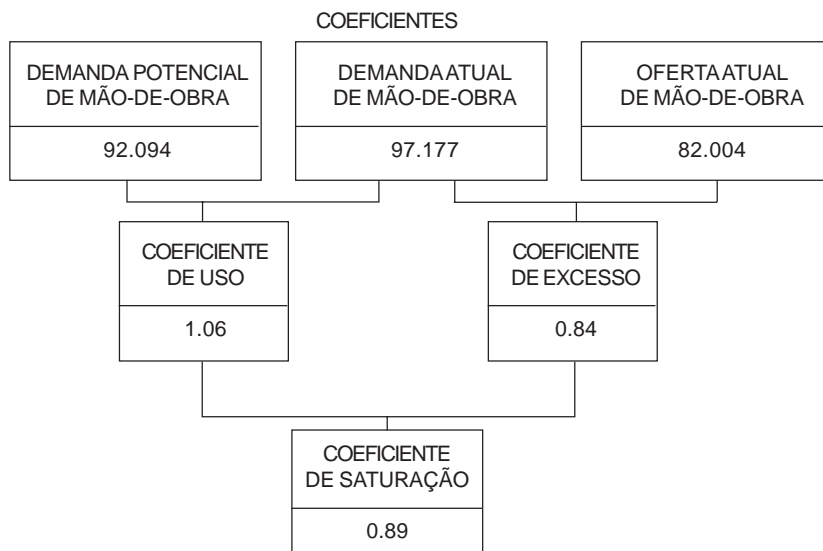 COEFICIENTES
DEMANDA POTENCIAL
DE MÃO-DE-OBRA
92.094
DEMANDA ATUAL
DE MÃO-DE-OBRA
97.177
OFERTA ATUAL
DE MÃO-DE-OBRA
82.004
COEFICIENTE
DE USO
1.06
COEFICIENTE
DE EXCESSO
0.84
COEFICIENTE
DE SATURAÇÃO
0.89